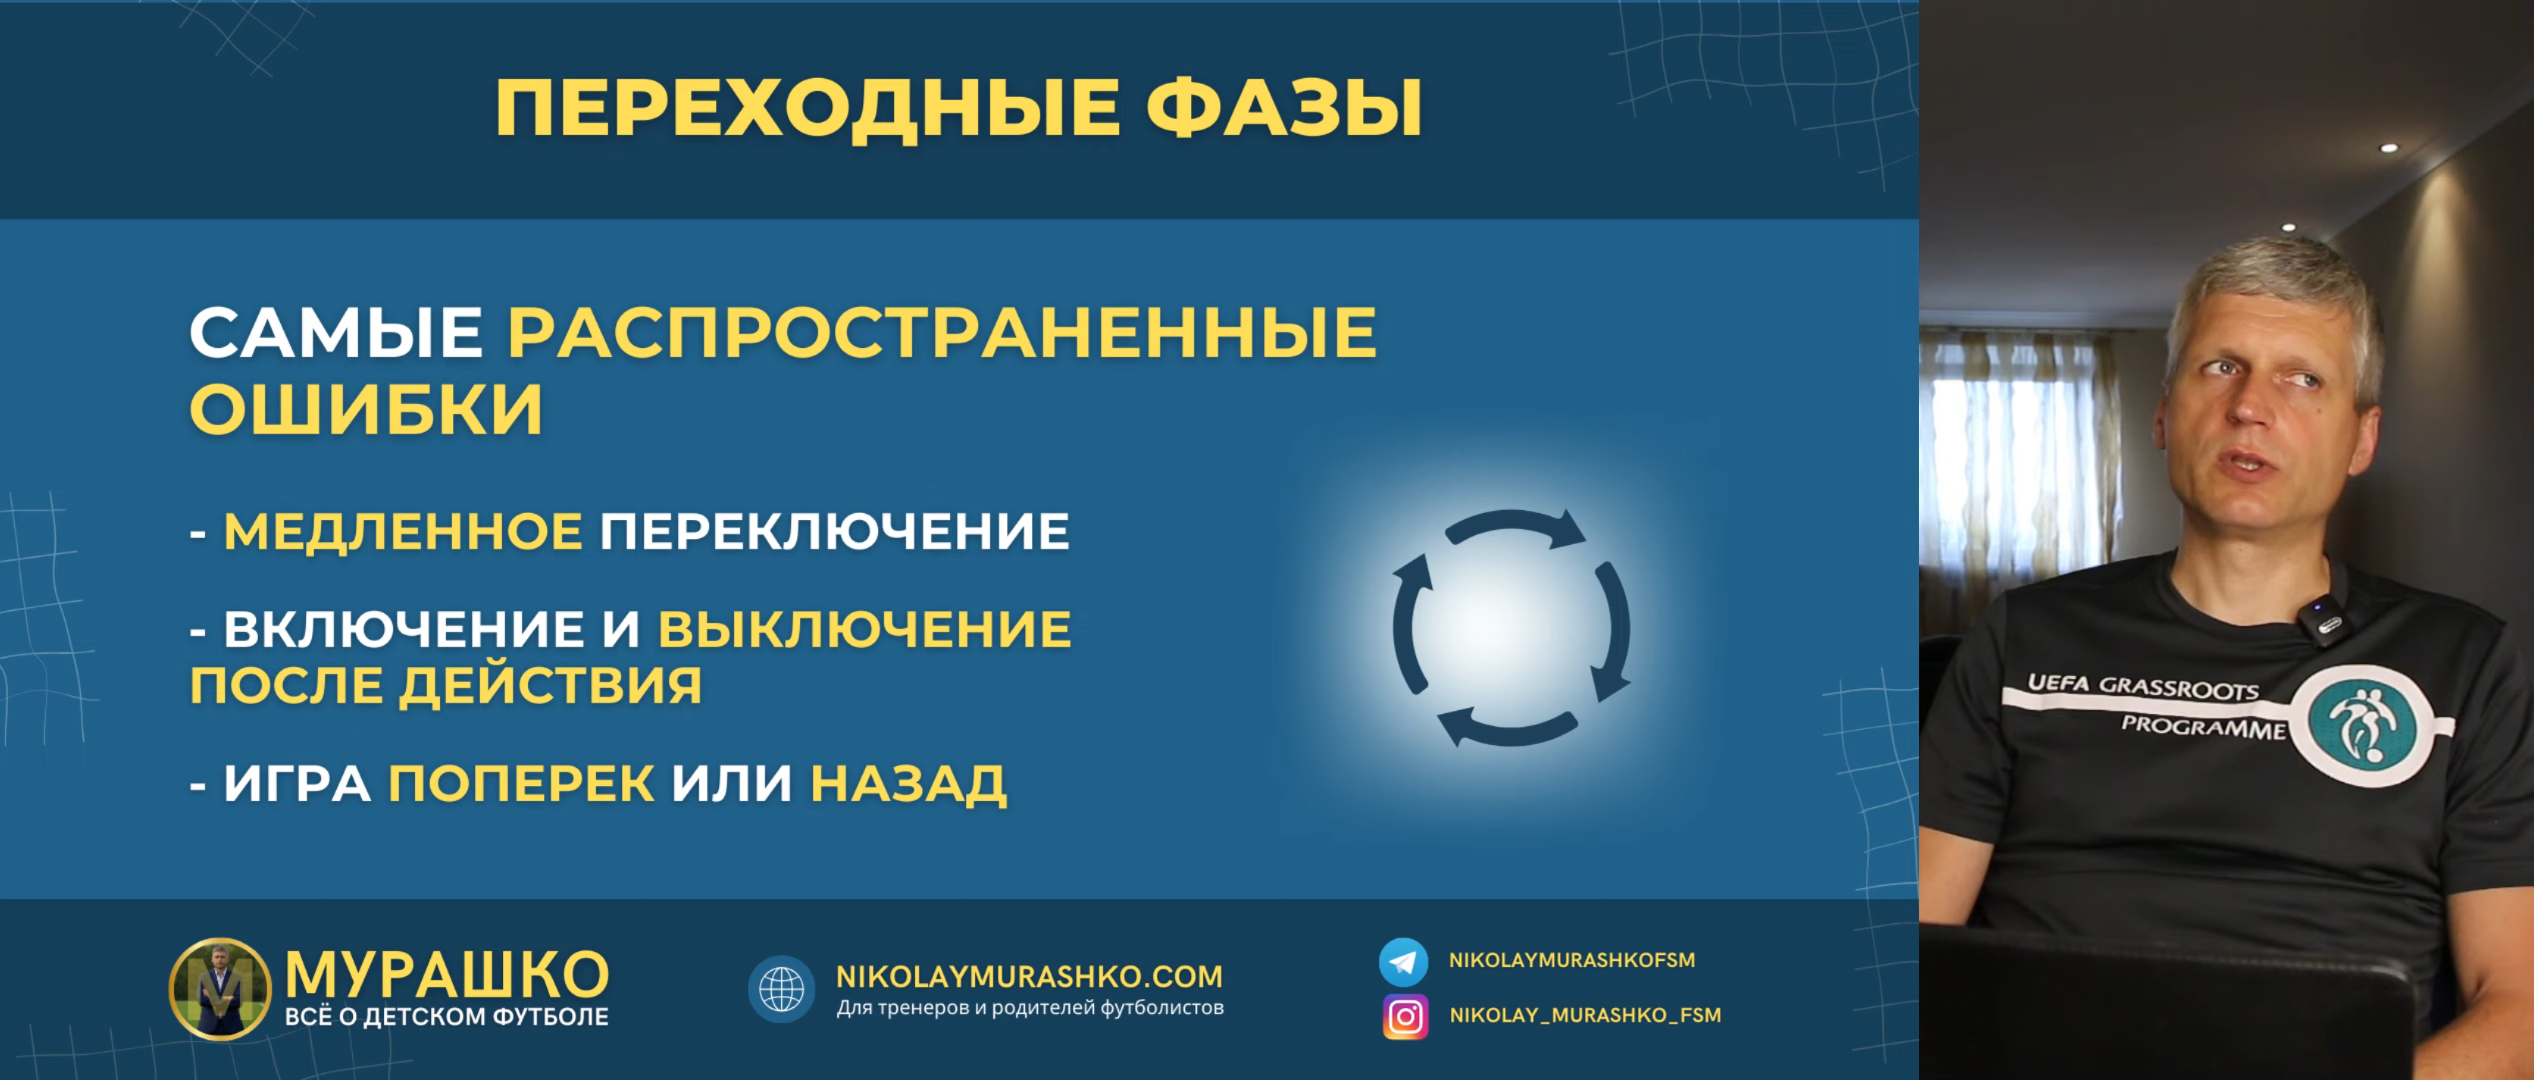 ПЕРЕХОДНЫЕ ФАЗЫ
САМЫЕ РАСПРОСТРАНЕННЫЕ
ОШИБКИ
- МЕДЛЕННОЕ ПЕРЕКЛЮЧЕНИЕ
- ВКЛЮЧЕНИЕ И ВЫКЛЮЧЕНИЕ
ПОСЛЕ ДЕЙСТВИЯ
- ИГРА ПОПЕРЕК ИЛИ НАЗАД
МУРАШКО
ВСЁ О ДЕТСКОМ ФУТБОЛЕ
NIKOLAYMURASHKO.COM
Для тренеров и родителей футболистов
NIKOLAYMURASHKOFSM
NIKOLAY_MURASHKO_FSM
UEFA GRASSROOTS
PROGRAMME